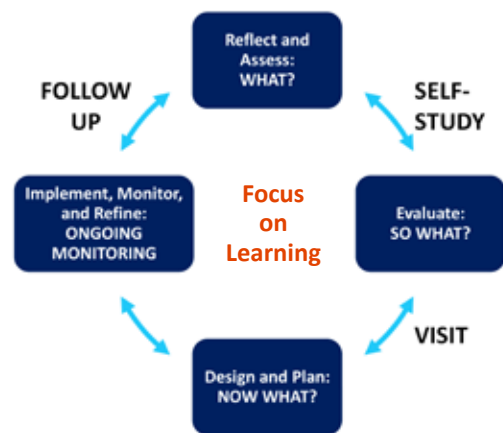 Reflect and
Assess:
WHAT?
FOLLOW
UP
SELF-
STUDY
Implement, Monitor,
and Refine:
ONGOING
MONITORING
Focus
on
Learning
Evaluate:
SO WHAT?
VISIT
Design and Plan:
NOW WHAT?